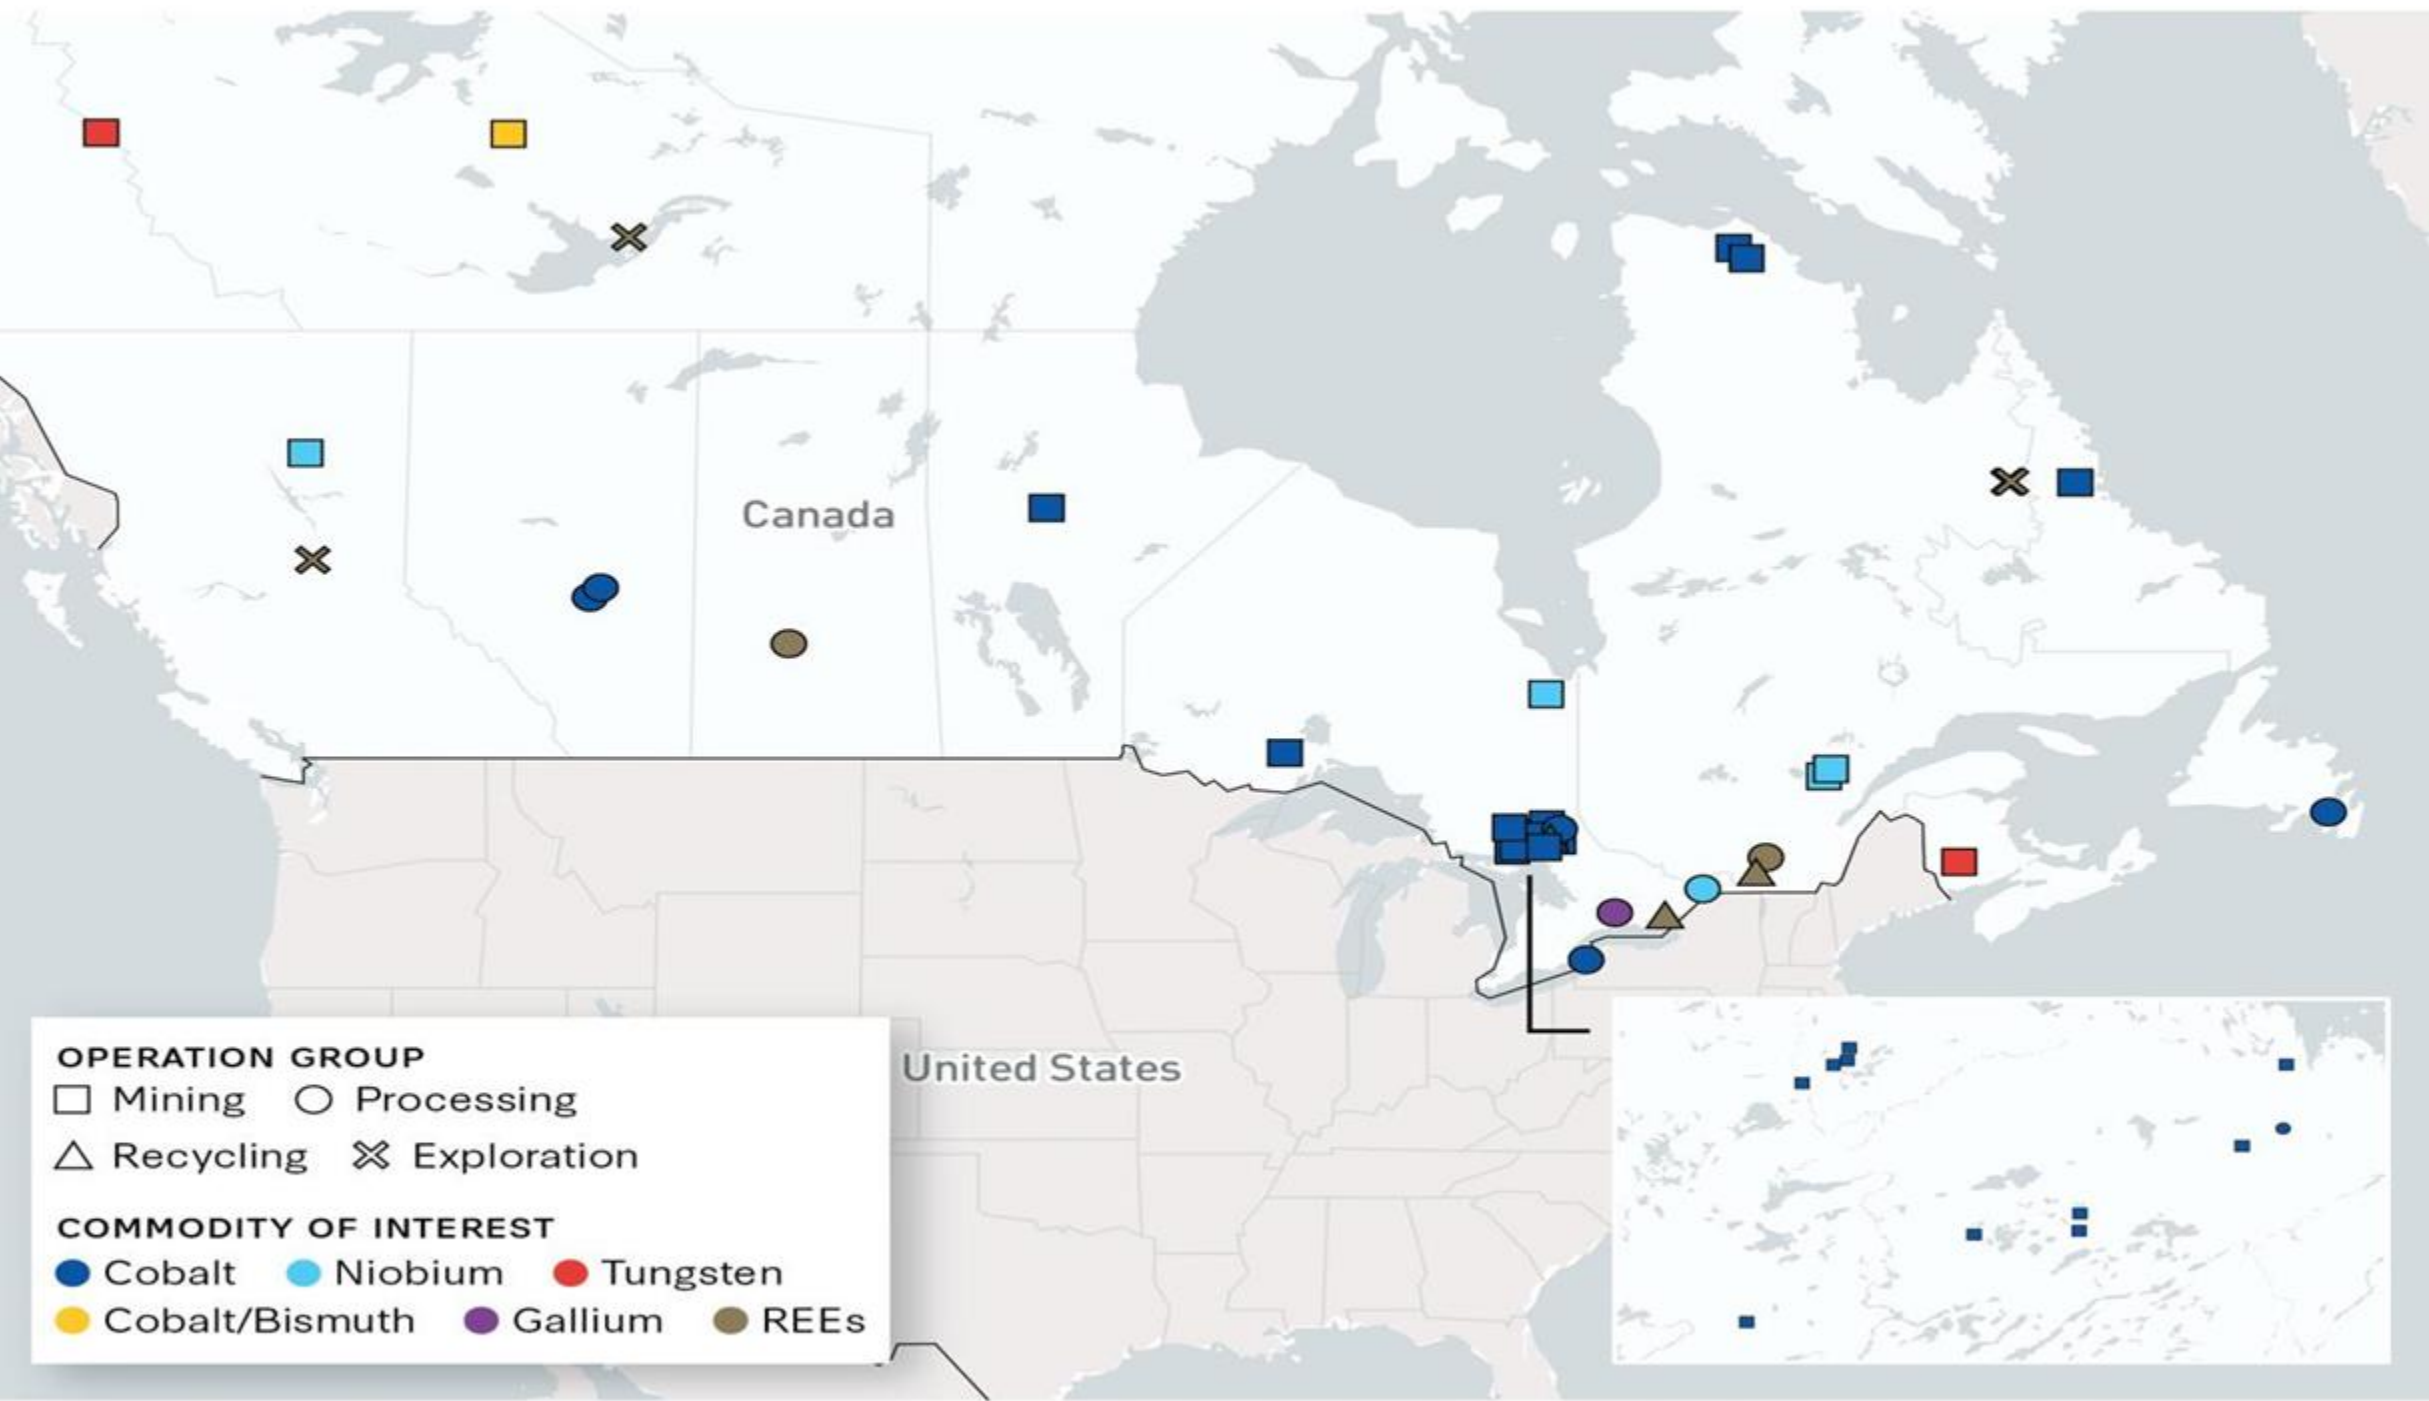 Canada
United States
OPERATION GROUP
Mining Processing
Recycling Exploration
COMMODITY OF INTEREST
Cobalt Niobium Tungsten
Cobalt/Bismuth Gallium REEs